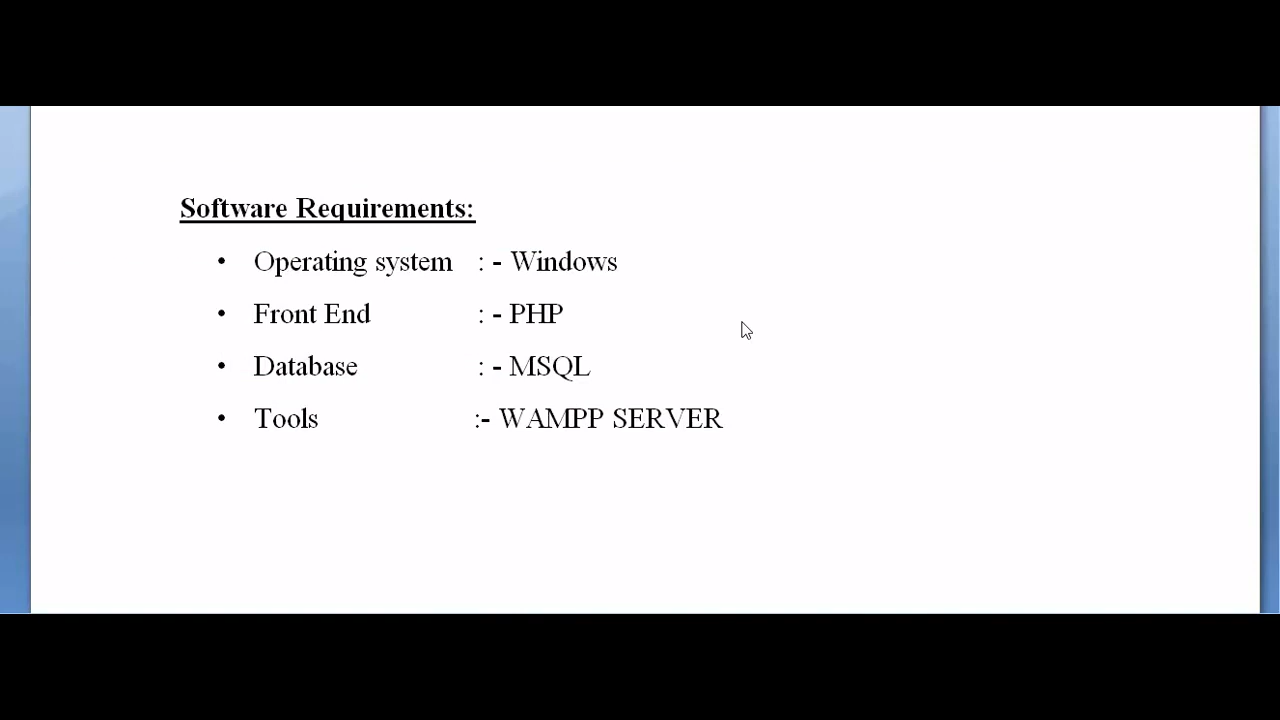 Software Requirements:
• Operating system : - Windows
• Front End : - PHP
• Database : - MSQL
• Tools :- WAMPP SERVER